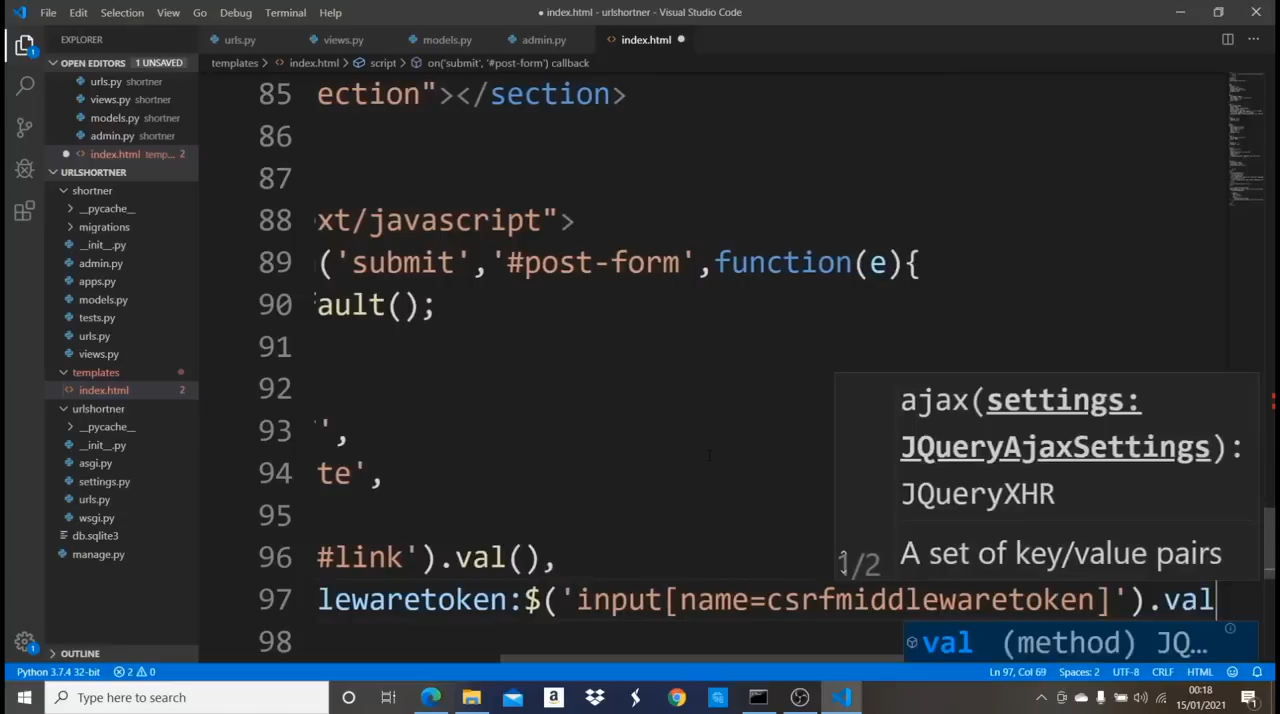 File Edit Selection View Go Debug Terminal Help
● index.html - urlshortner - Visual Studio Code
EXPLORER
urls.py views.py models.py admin.py index.html
OPEN EDITORS 1 UNSAVED
templates > index.html > script > on('submit', '#post-form') callback
urls.py shortner
views.py shortner
models.py shortner
admin.py shortner
index.html temp... 2
URLSHORTNER
shortner
__pycache__
migrations
__init__.py
admin.py
apps.py
models.py
tests.py
urls.py
views.py
templates
index.html 2
urlshortner
__pycache__
__init__.py
asgi.py
settings.py
urls.py
wsgi.py
db.sqlite3
manage.py
OUTLINE
85 ection"></section>
86
87
88 xt/javascript">
89 ('submit','#post-form',function(e){
90 ault();
91
92
93 ',
94 te',
95
96 #link').val(),
97 lewaretoken:$('input[name=csrfmiddlewaretoken]').val
98
ajax(settings:
JQueryAjaxSettings):
JQueryXHR
1/2
A set of key/value pairs
val (method) JQ...
Python 3.7.4 32-bit 2 0
Ln 97, Col 69 Spaces: 2 UTF-8 CRLF HTML
Type here to search
00:18
15/01/2021